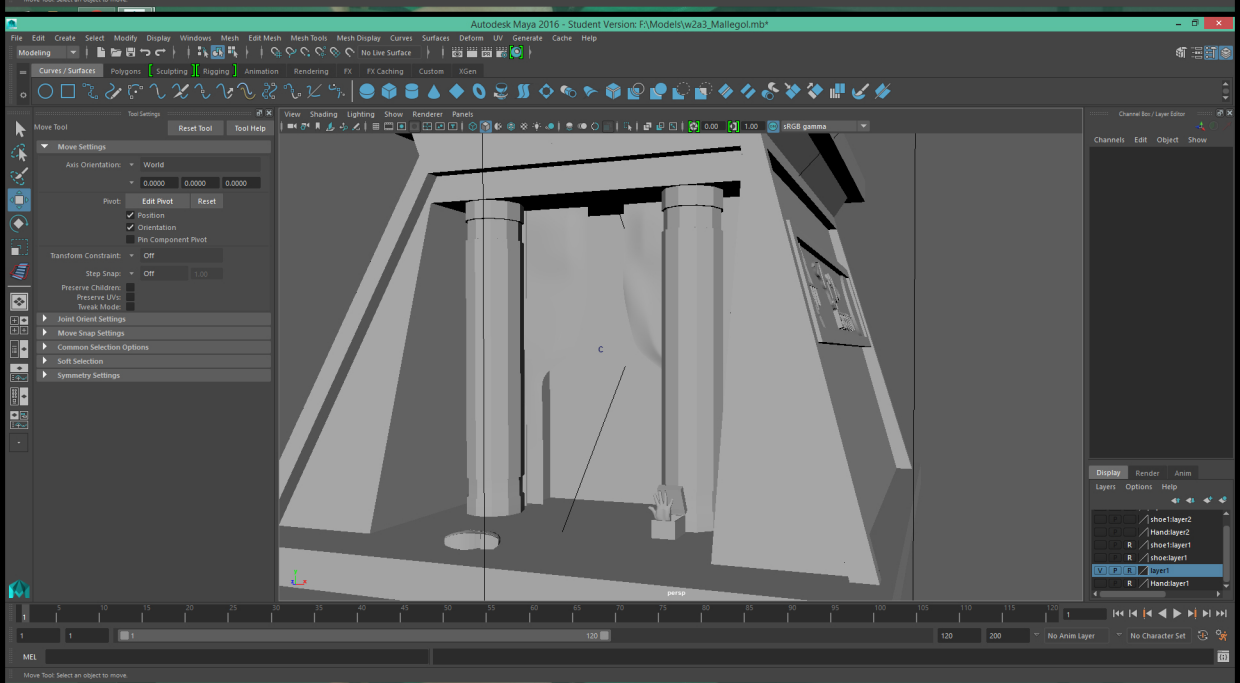 Move Tool: Select an object to move.
Autodesk Maya 2016 - Student Version: F:\Models\w2a3_Mallegol.mb*
File Edit Create Select Modify Display Windows Mesh Edit Mesh Mesh Tools Mesh Display Curves Surfaces Deform UV Generate Cache Help
Modeling No Live Surface
Curves / Surfaces Polygons Sculpting Rigging Animation Rendering FX FX Caching Custom XGen
Tool Settings
View Shading Lighting Show Renderer Panels
Channel Box / Layer Editor
Move Tool Reset Tool Tool Help
0.00 1.00 sRGB gamma
Channels Edit Object Show
Move Settings
Axis Orientation: World
0.0000 0.0000 0.0000
Pivot: Edit Pivot Reset
Position
Orientation
Pin Component Pivot
Transform Constraint: Off
Step Snap: Off 1.00
Preserve Children:
Preserve UVs:
Tweak Mode:
Joint Orient Settings
Move Snap Settings
Common Selection Options
Soft Selection
Symmetry Settings
C
Display Render Anim
Layers Options Help
shoe1:layer2
Hand:layer2
R shoe1:layer1
R shoe:layer1
V P R layer1
R Hand:layer1
z x
persp
5 10 15 20 25 30 35 40 45 50 55 60 65 70 75 80 85 90 95 100 105 110 115 120
1 1
1 1 1 120 120 200 No Anim Layer No Character Set
MEL
Move Tool: Select an object to move.